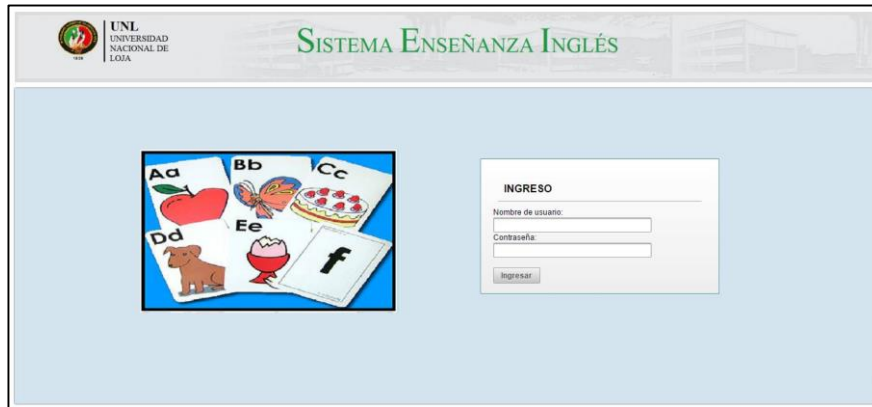 UNL
UNIVERSIDAD
NACIONAL DE
LOJA
1859
SISTEMA ENSEÑANZA INGLÉS
Aa
Bb
Cc
Dd
Ee
f
INGRESO
Nombre de usuario:
Contraseña:
Ingresar